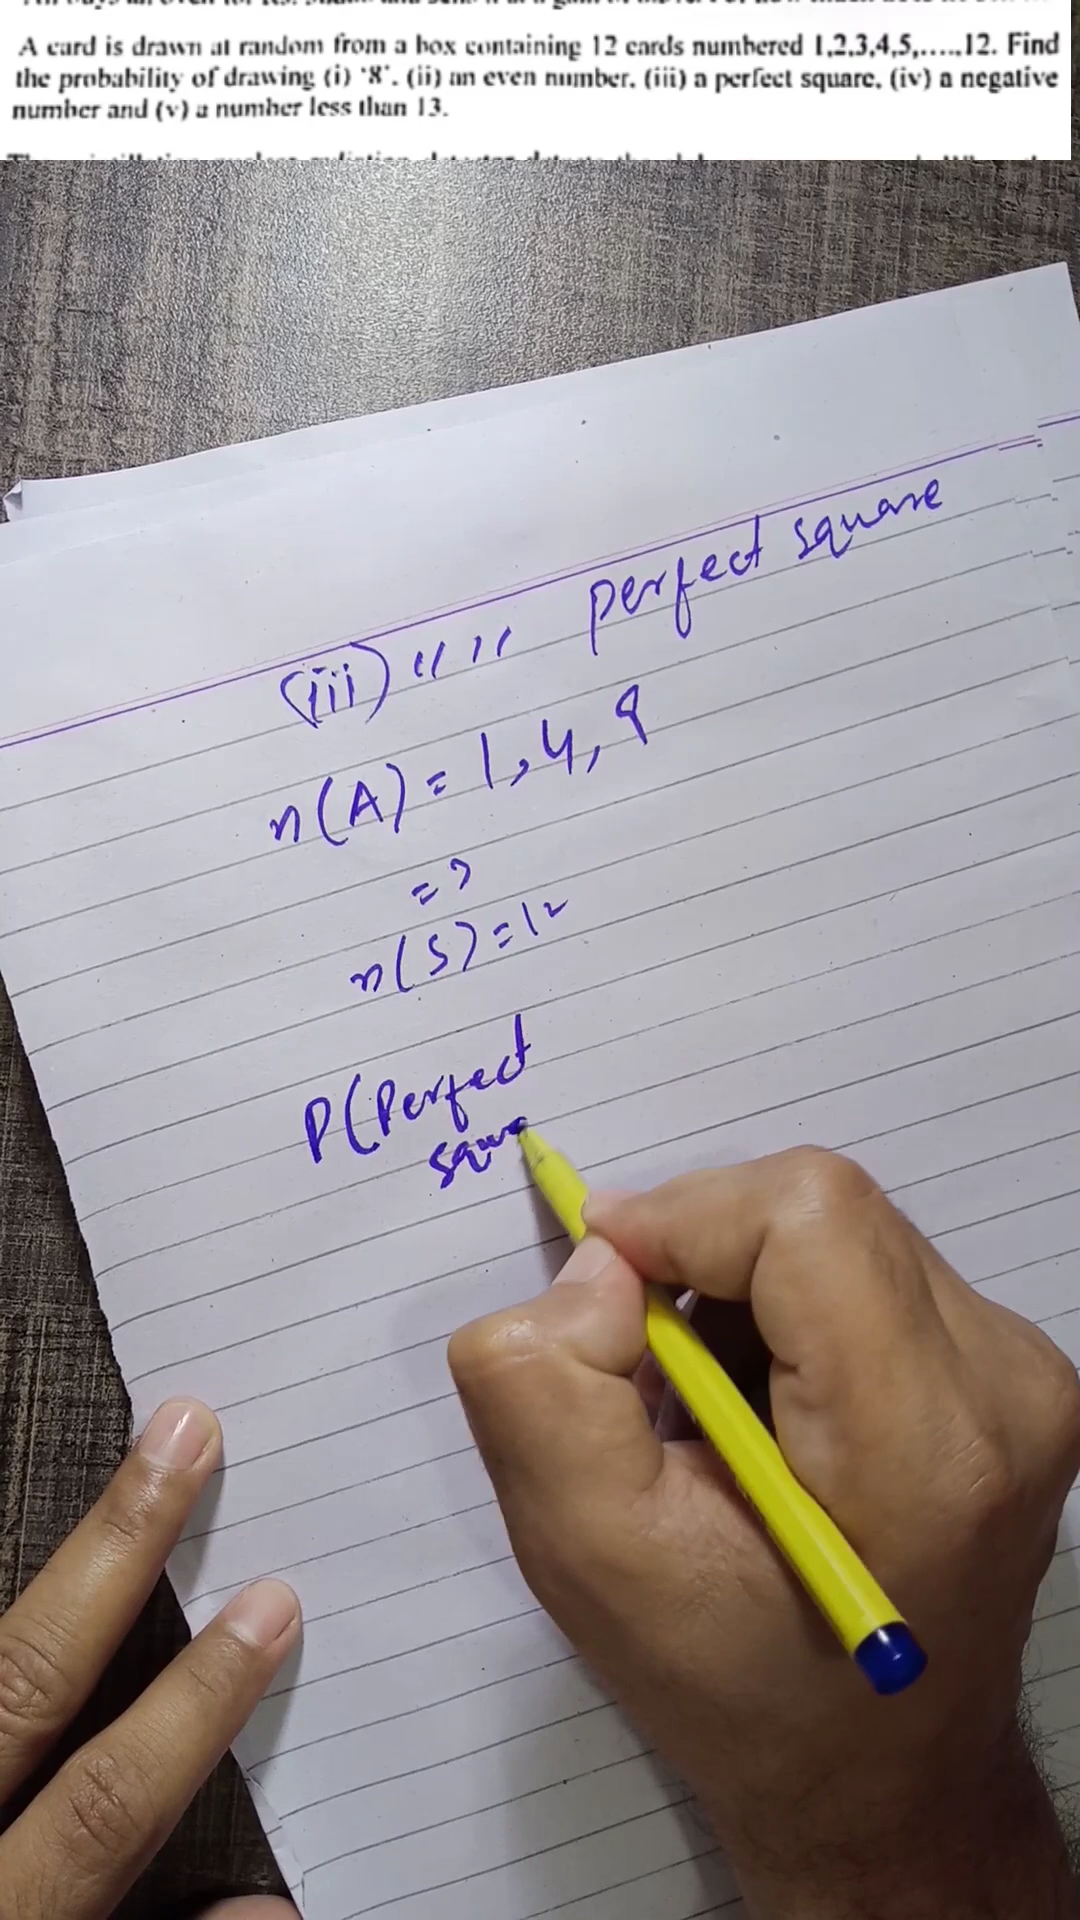 A card is drawn at random from a box containing 12 cards numbered 1,2,3,4,5,.....12. Find
the probability of drawing (i) '8'. (ii) an even number, (iii) a perfect square, (iv) a negative
number and (v) a number less than 13.
(iii) " " perfect square
n(A) = 1, 4, 9
= 3
n(S) = 12
P(Perfect
squa